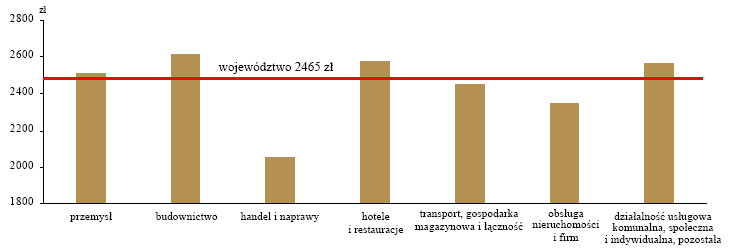 zł
2800
2600
województwo 2465 zł
2400
2200
2000
1800
przemysł
budownictwo
handel i naprawy
hotele
i restauracje
transport, gospodarka
magazynowa i łączność
obsługa
nieruchomości
i firm
działalność usługowa
komunalna, społeczna
i indywidualna, pozostała